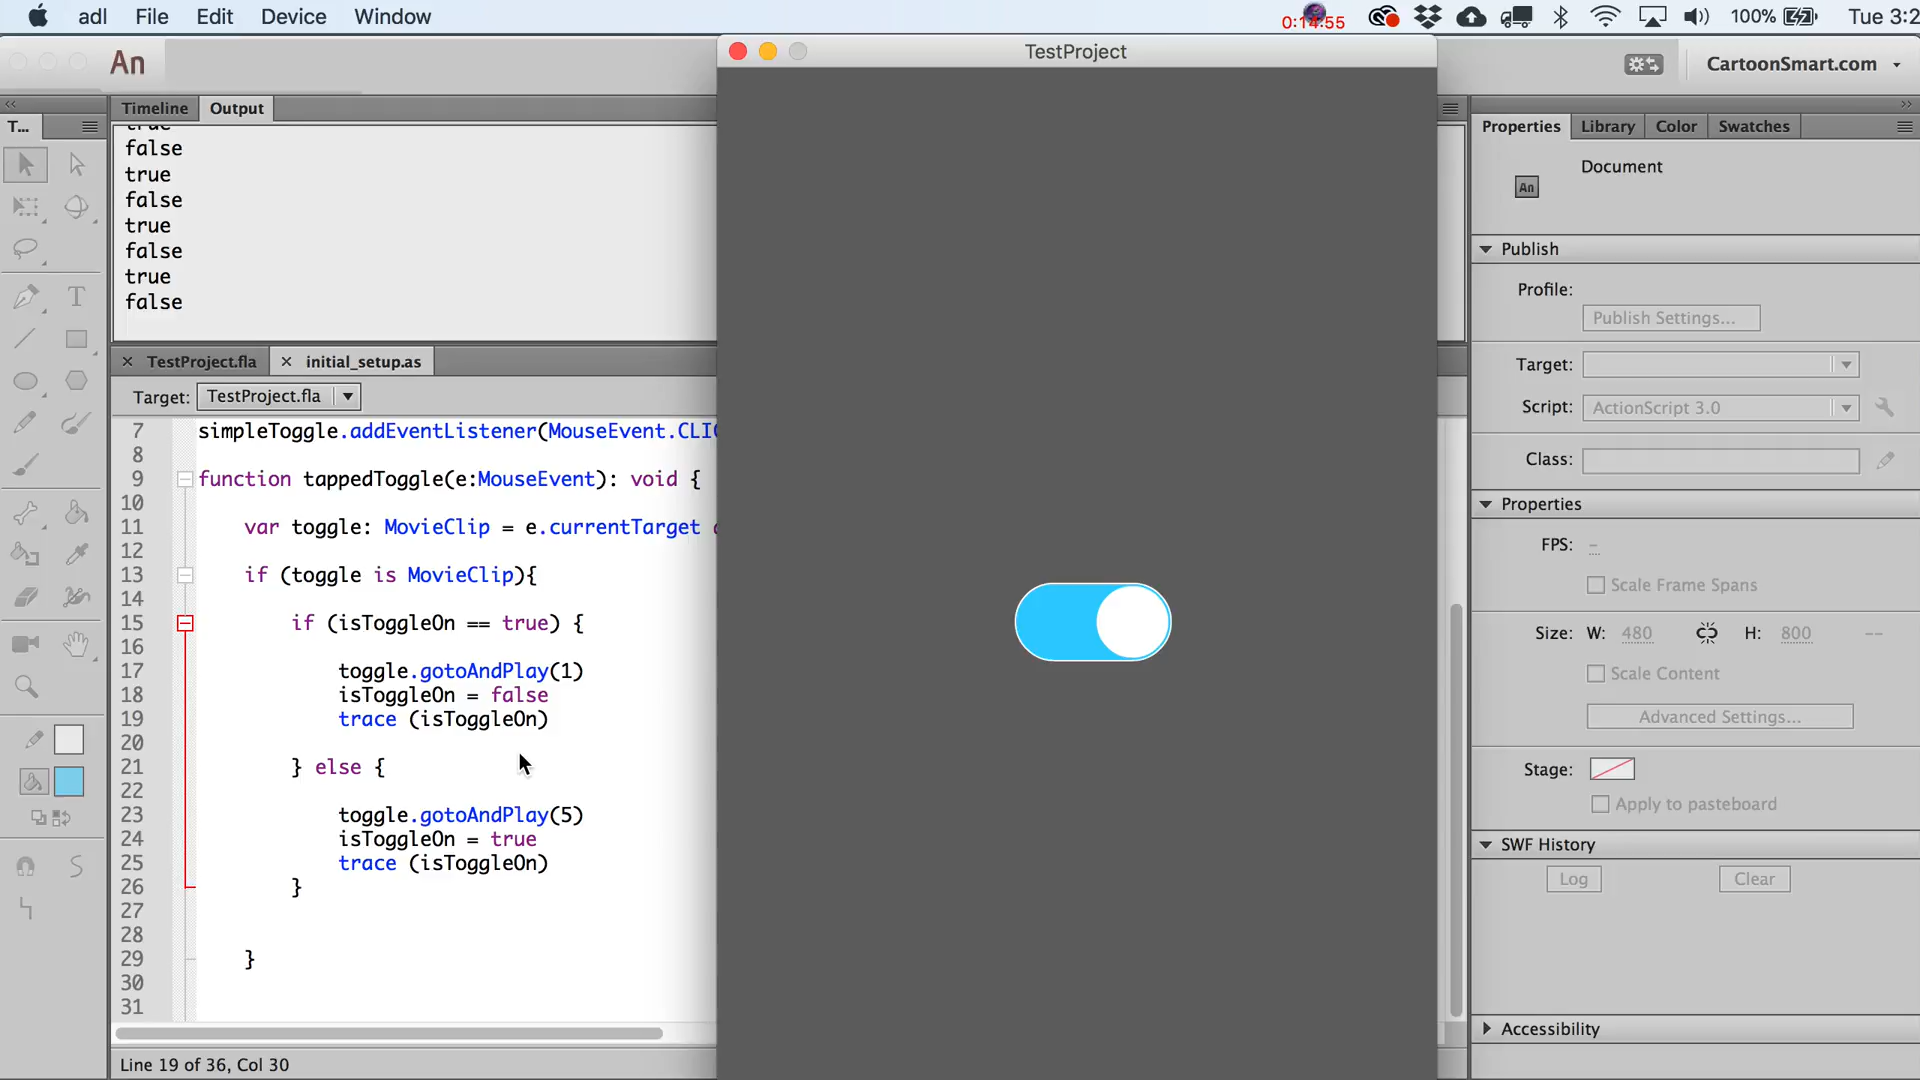 adl File Edit Device Window
0:14:55 100% Tue 3:2
An
TestProject
CartoonSmart.com
Timeline Output
true
false
true
false
true
false
true
false
TestProject.fla initial_setup.as
Target: TestProject.fla
7 simpleToggle.addEventListener(MouseEvent.CLIC
8
9 function tappedToggle(e:MouseEvent): void {
10
11 var toggle: MovieClip = e.currentTarget
12
13 if (toggle is MovieClip){
14
15 if (isToggleOn == true) {
16
17 toggle.gotoAndPlay(1)
18 isToggleOn = false
19 trace (isToggleOn)
20
21 } else {
22
23 toggle.gotoAndPlay(5)
24 isToggleOn = true
25 trace (isToggleOn)
26 }
27
28
29 }
30
31
Line 19 of 36, Col 30
T...
Properties Library Color Swatches
Document
An
Publish
Profile:
Publish Settings...
Target:
Script: ActionScript 3.0
Class:
Properties
FPS: --
Scale Frame Spans
Size: W: 480 H: 800 --
Scale Content
Advanced Settings...
Stage:
Apply to pasteboard
SWF History
Log Clear
Accessibility